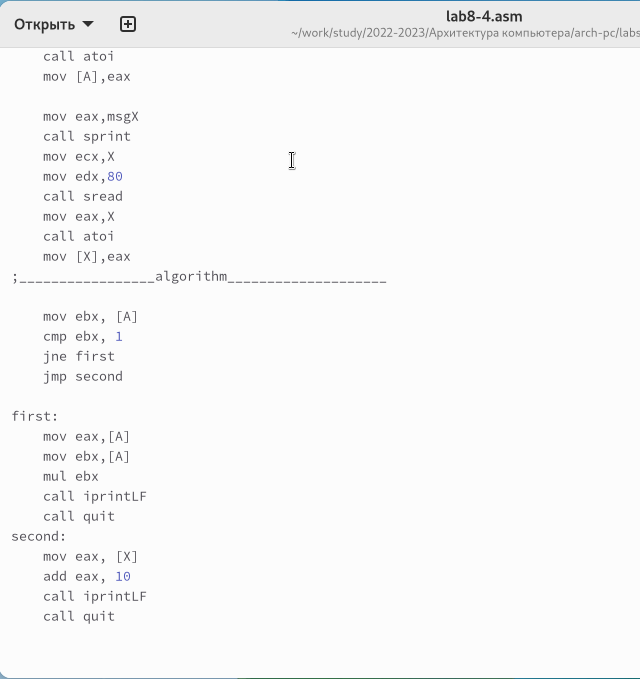 Открыть
lab8-4.asm
~/work/study/2022-2023/Архитектура компьютера/arch-pc/labs
call atoi
mov [A],eax
mov eax,msgX
call sprint
mov ecx,X
mov edx,80
call sread
mov eax,X
call atoi
mov [X],eax
;_________________algorithm____________________
mov ebx, [A]
cmp ebx, 1
jne first
jmp second
first:
mov eax,[A]
mov ebx,[A]
mul ebx
call iprintLF
call quit
second:
mov eax, [X]
add eax, 10
call iprintLF
call quit